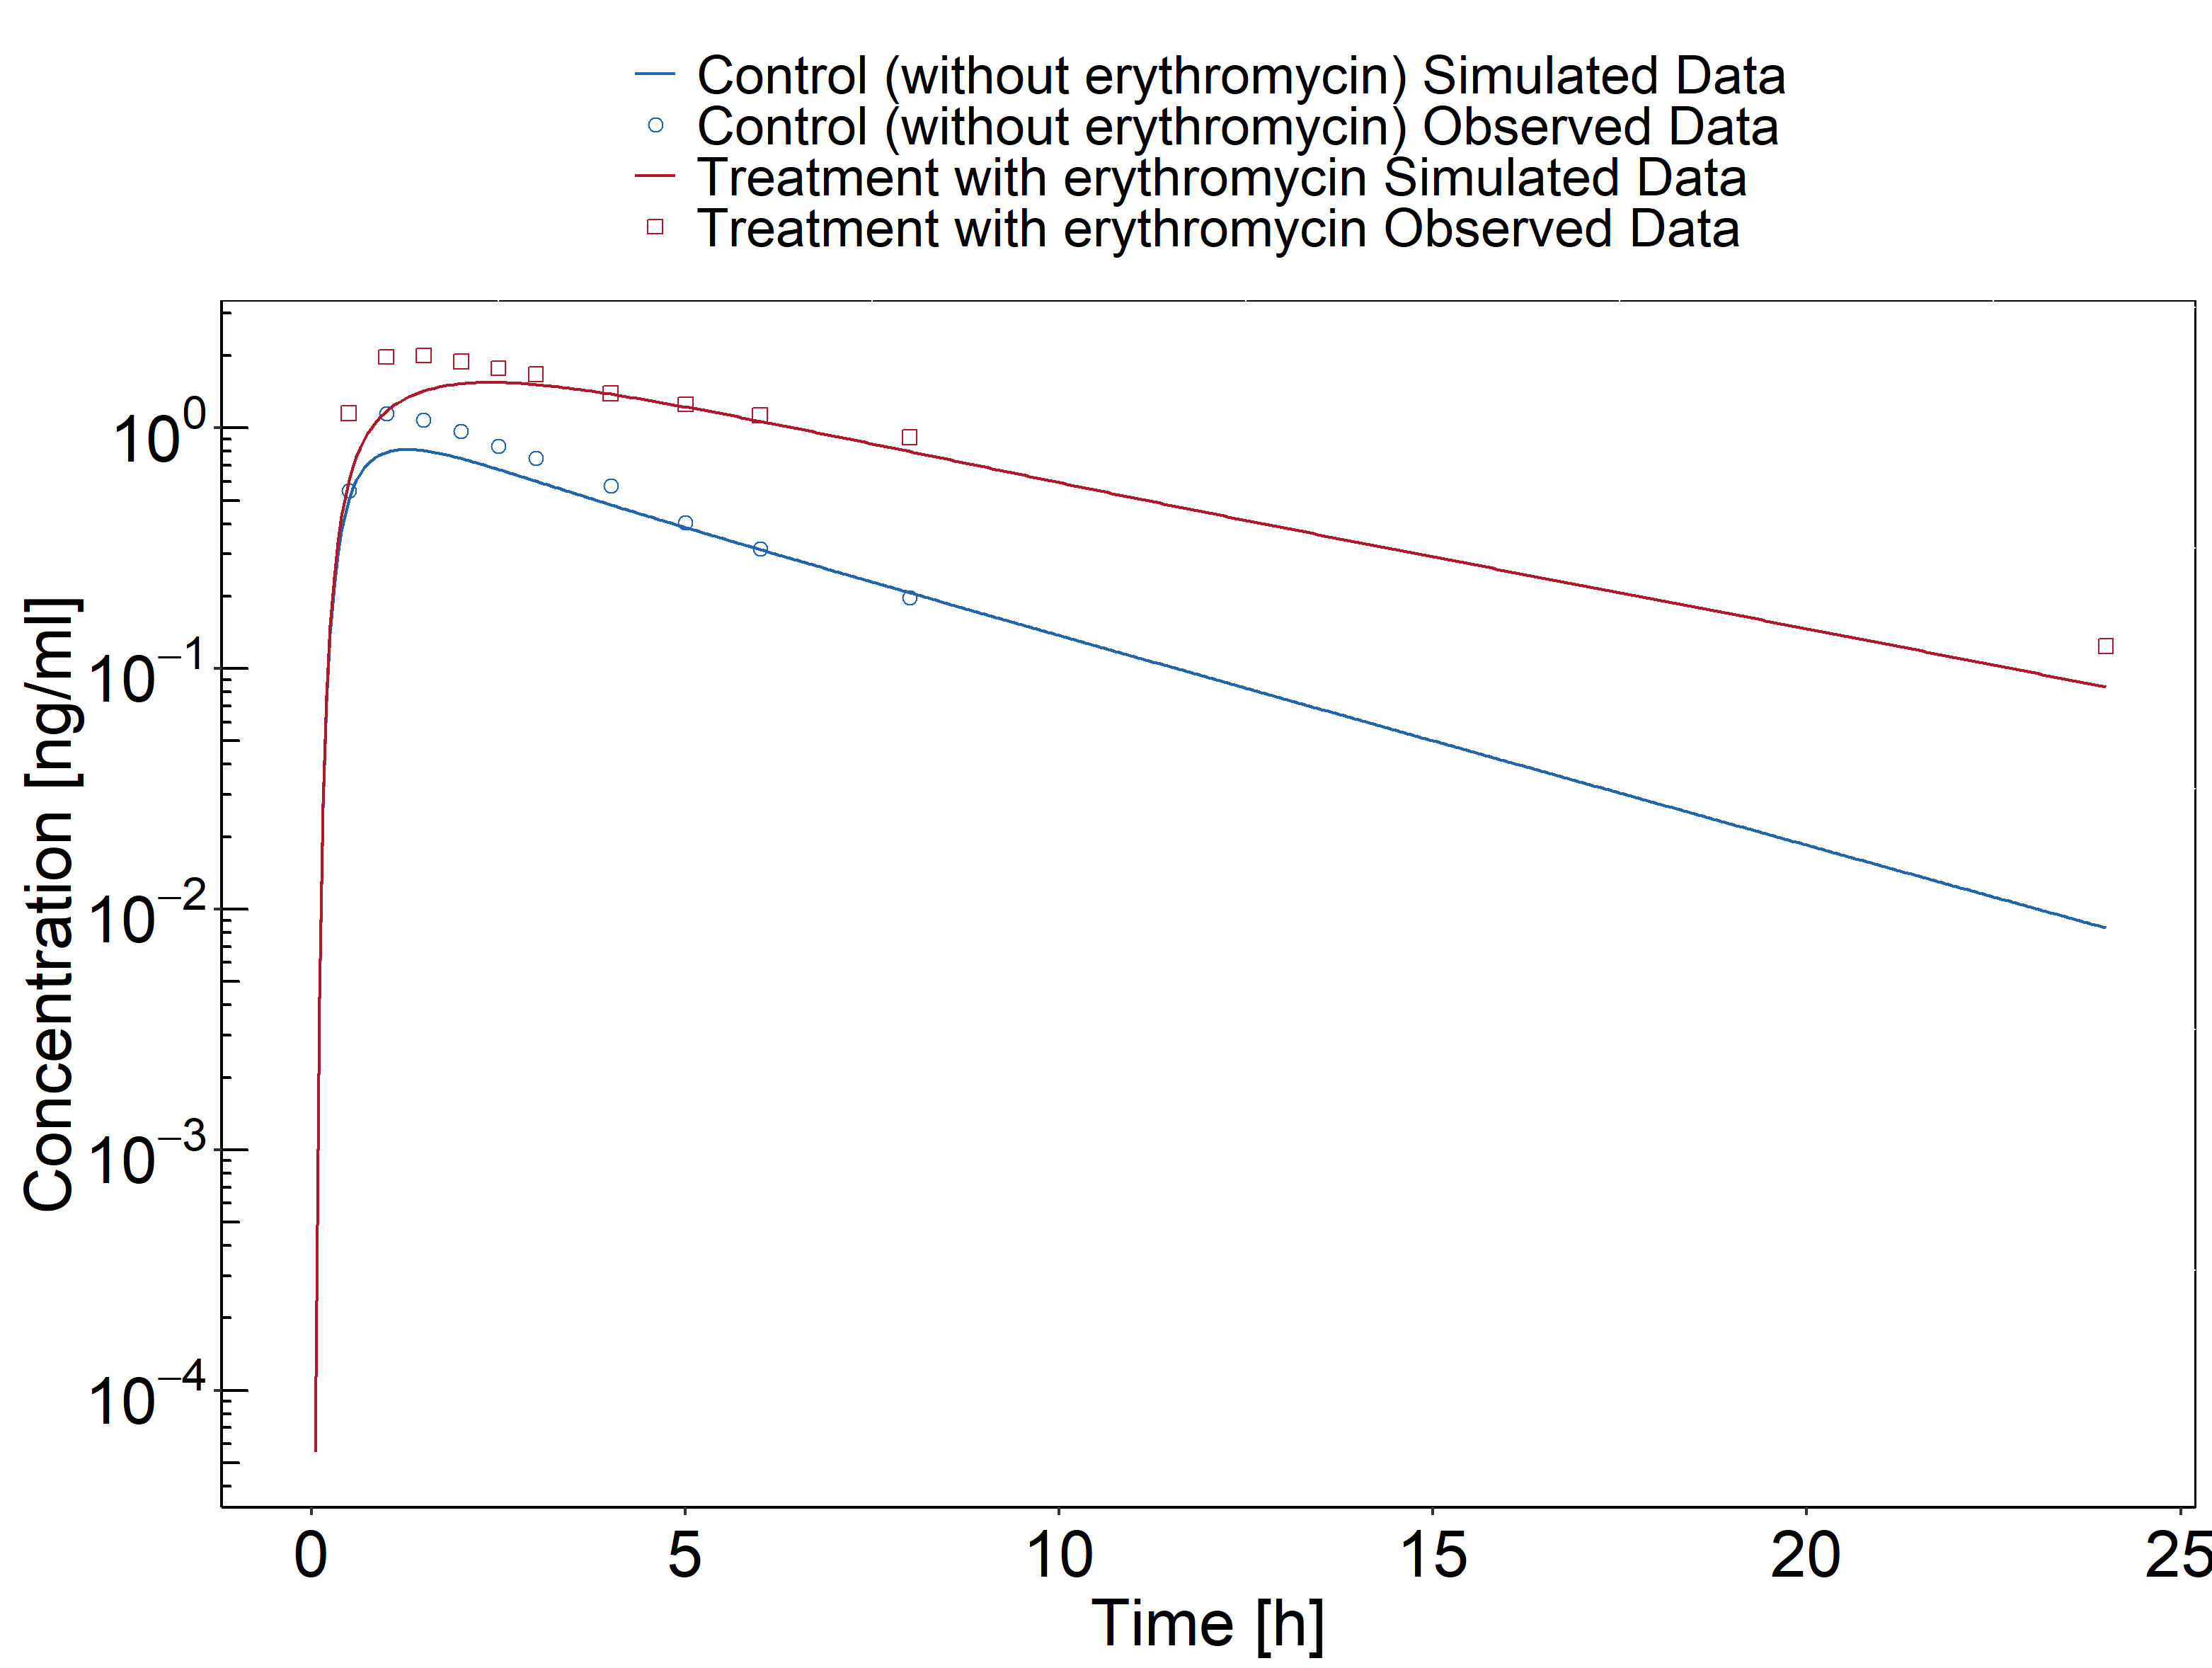 Control (without erythromycin) Simulated Data
Control (without erythromycin) Observed Data
Treatment with erythromycin Simulated Data
Treatment with erythromycin Observed Data
Concentration [ng/ml]
10⁰
10⁻¹
10⁻²
10⁻³
10⁻⁴
0 5 10 15 20 25
Time [h]